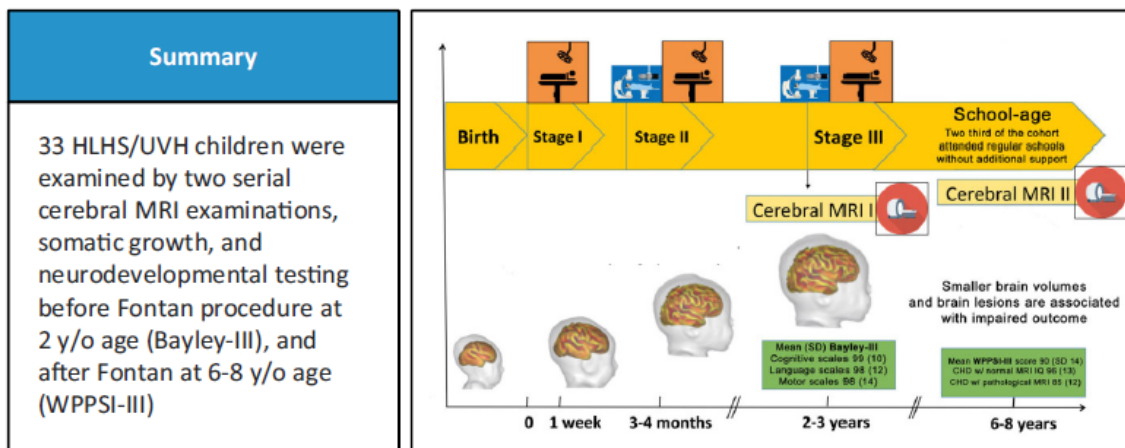 Summary
33 HLHS/UVH children were
examined by two serial
cerebral MRI examinations,
somatic growth, and
neurodevelopmental testing
before Fontan procedure at
2 y/o age (Bayley-III), and
after Fontan at 6-8 y/o age
(WPPSI-III)
Birth
Stage I
Stage II
Stage III
School-age
Two third of the cohort
attended regular schools
without additional support
Cerebral MRI I
Cerebral MRI II
Smaller brain volumes
and brain lesions are associated
with impaired outcome
Mean (SD) Bayley-III
Cognitive scales 99 (10)
Language scales 98 (12)
Motor scales 98 (14)
Mean WPPSI-III score 90 (SD 14)
CHD w/ normal MRI IQ 96 (13)
CHD w/ pathological MRI 85 (12)
0
1 week
3-4 months
2-3 years
6-8 years